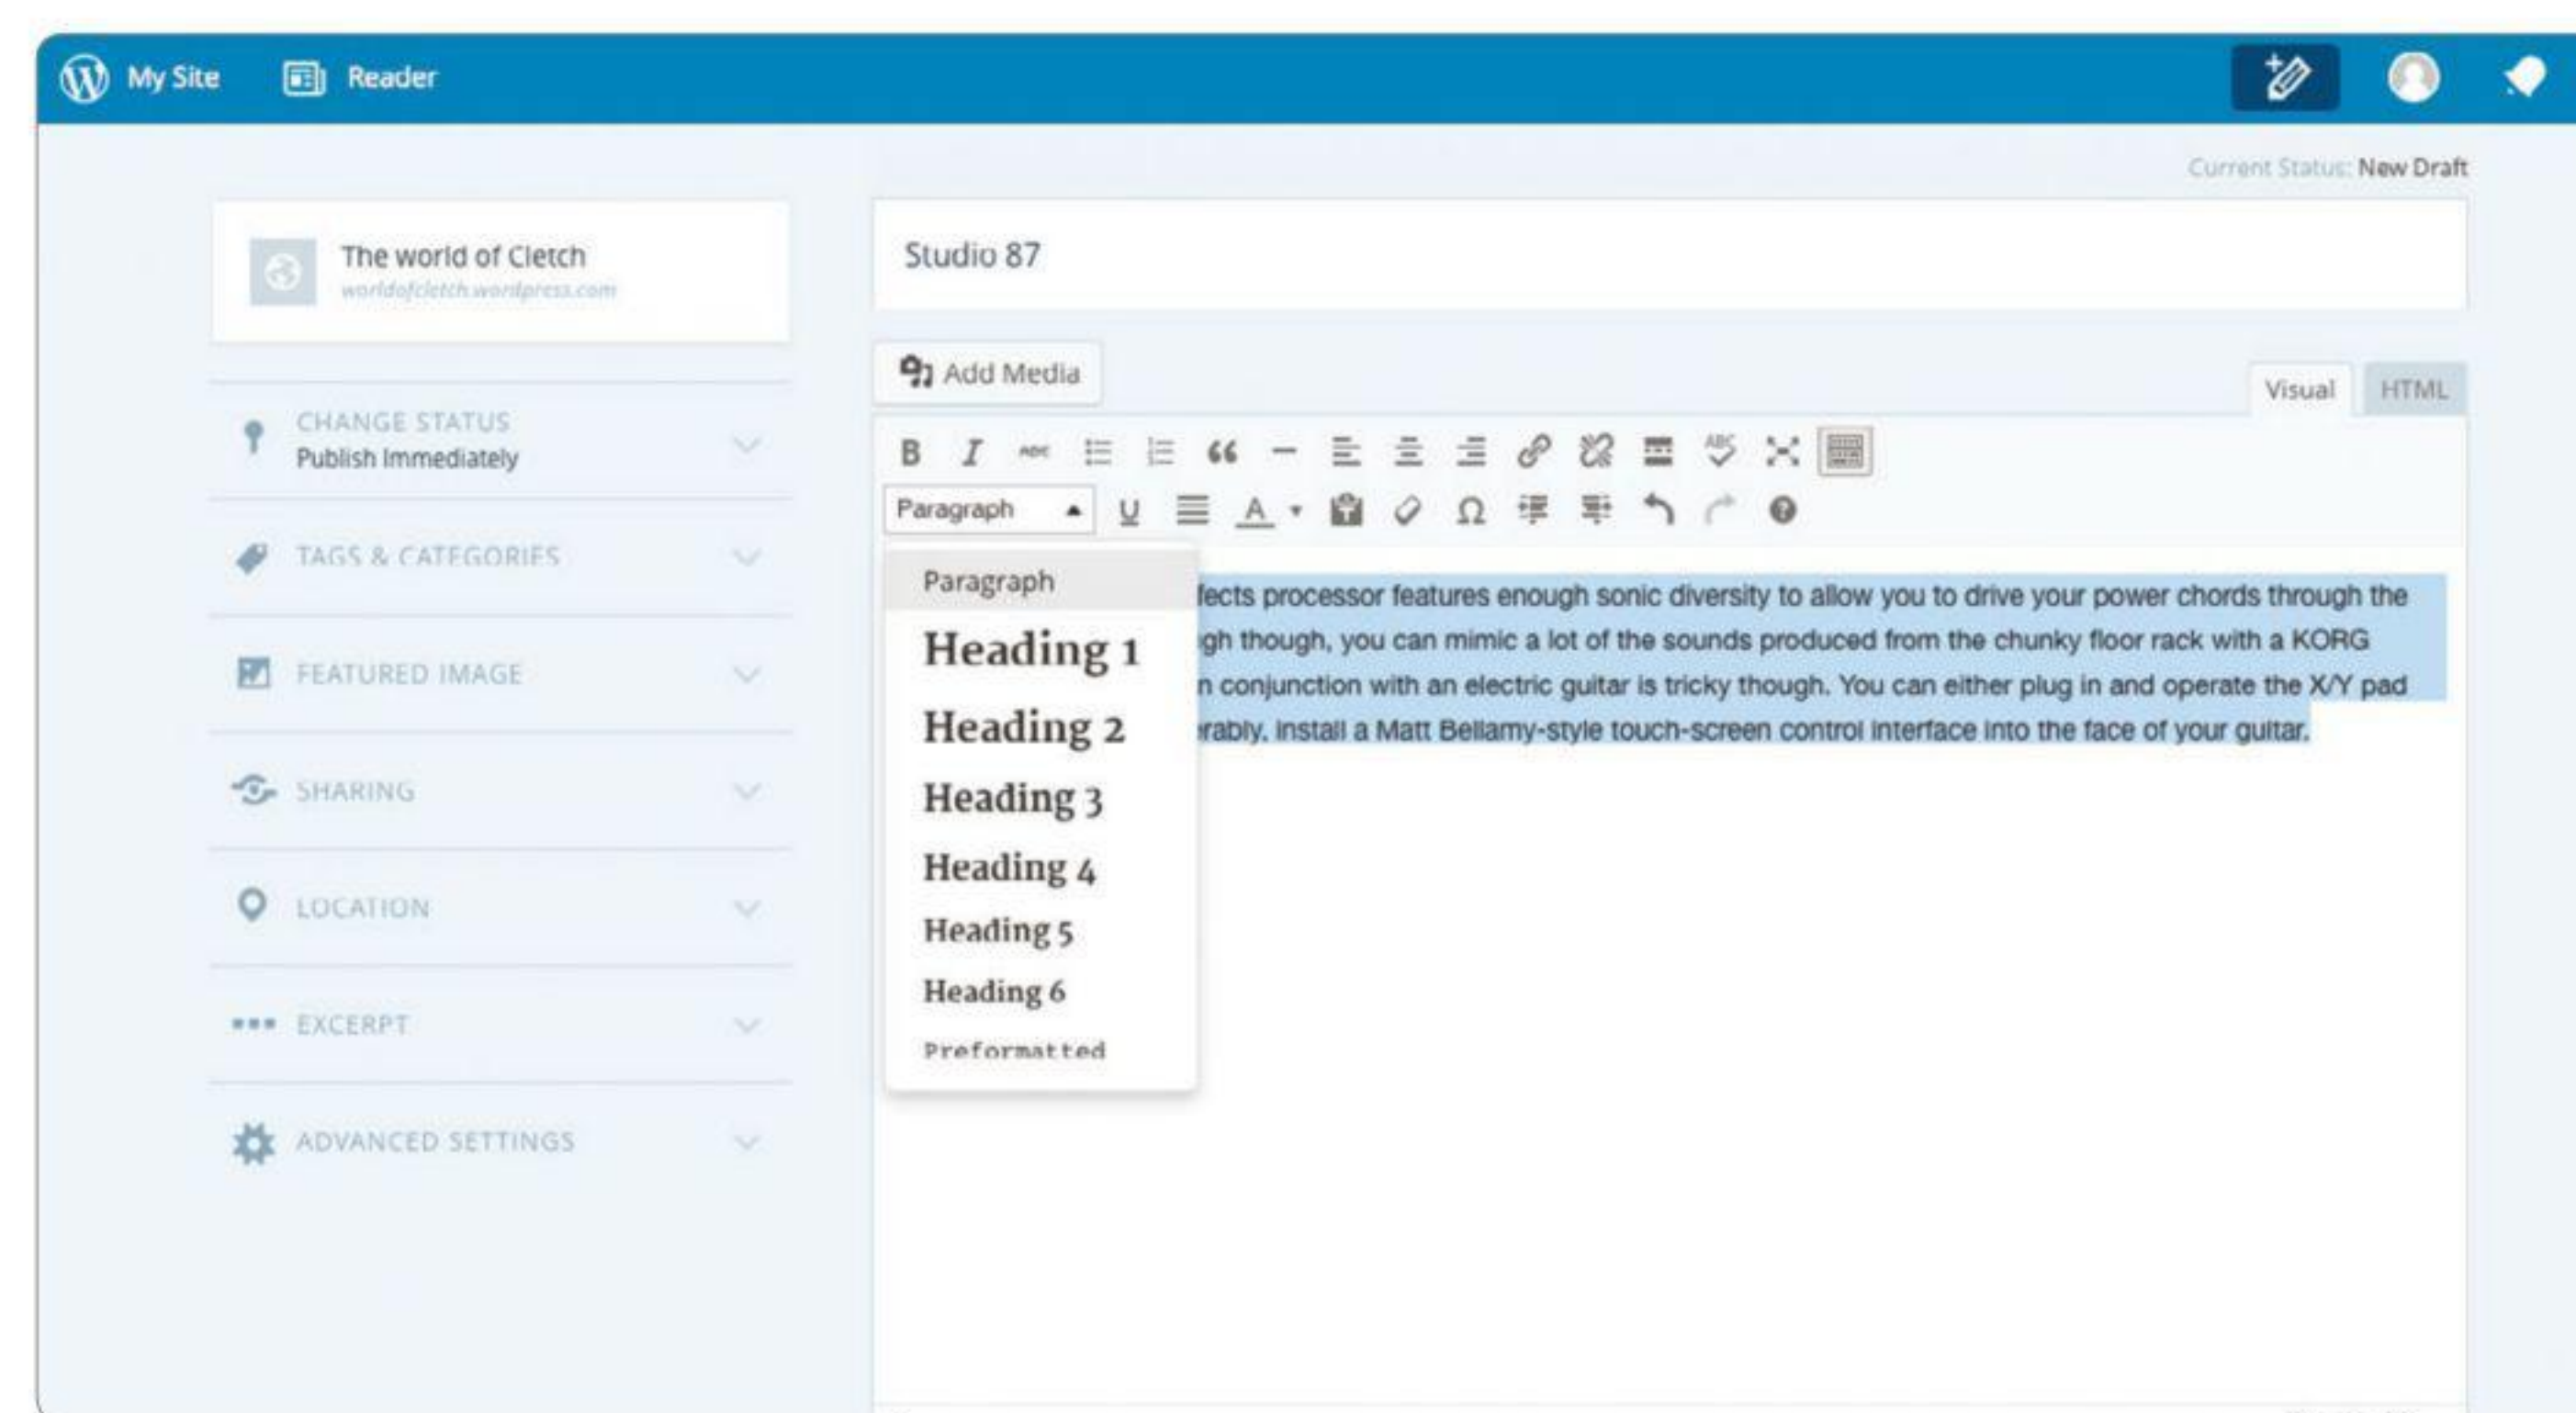 My Site
Reader
Current Status: New Draft
The world of Cletch
worldofcletch.wordpress.com
Studio 87
Add Media
Visual
HTML
CHANGE STATUS
Publish Immediately
B I ABC ABC
Paragraph
U A Ω
TAGS & CATEGORIES
FEATURED IMAGE
SHARING
LOCATION
EXCERPT
ADVANCED SETTINGS
Paragraph
Heading 1
Heading 2
Heading 3
Heading 4
Heading 5
Heading 6
Preformatted
fects processor features enough sonic diversity to allow you to drive your power chords through the
gh though, you can mimic a lot of the sounds produced from the chunky floor rack with a KORG
n conjunction with an electric guitar is tricky though. You can either plug in and operate the X/Y pad
rably, install a Matt Bellamy-style touch-screen control interface into the face of your guitar.